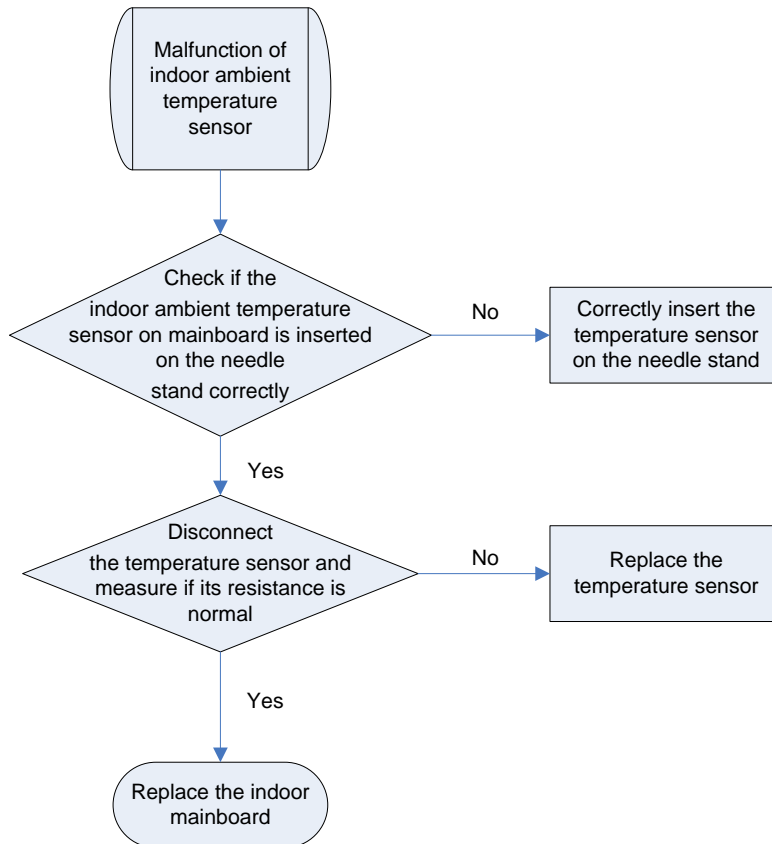 Malfunction of
indoor ambient
temperature
sensor
Check if the
indoor ambient temperature
sensor on mainboard is inserted
on the needle
stand correctly
No
Correctly insert the
temperature sensor
on the needle stand
Yes
Disconnect
the temperature sensor and
measure if its resistance is
normal
No
Replace the
temperature sensor
Yes
Replace the indoor
mainboard